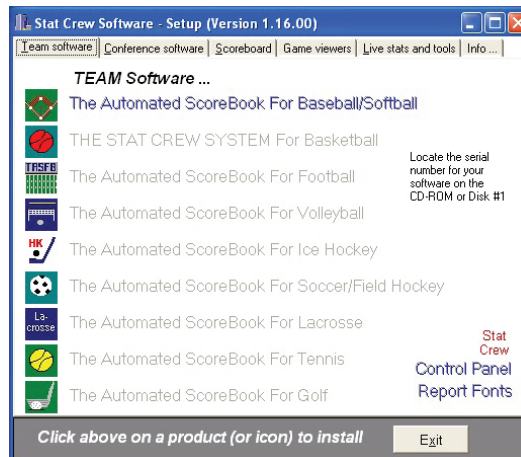 Stat Crew Software - Setup (Version 1.16.00)
Team software
Conference software
Scoreboard
Game viewers
Live stats and tools
Info ...
TEAM Software ...
The Automated ScoreBook For Baseball/Softball
THE STAT CREW SYSTEM For Basketball
TASFB
The Automated ScoreBook For Football
The Automated ScoreBook For Volleyball
HK
The Automated ScoreBook For Ice Hockey
The Automated ScoreBook For Soccer/Field Hockey
La-
crosse
The Automated ScoreBook For Lacrosse
The Automated ScoreBook For Tennis
The Automated ScoreBook For Golf
Locate the serial
number for your
software on the
CD-ROM or Disk #1
Stat
Crew
Control Panel
Report Fonts
Click above on a product (or icon) to install
Exit